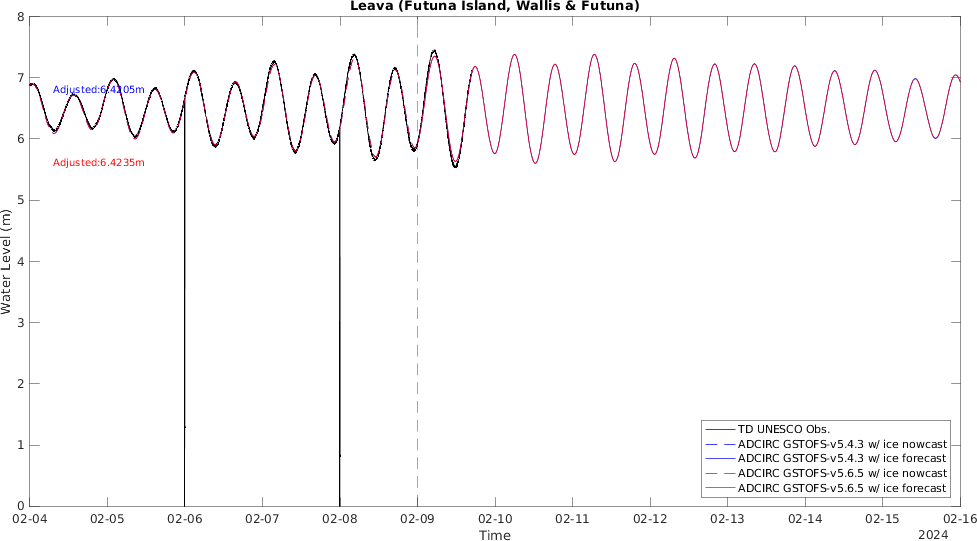 Leava (Futuna Island, Wallis & Futuna)
8
7
6
5
4
3
2
1
0
Water Level (m)
Adjusted:6.4205m
Adjusted:6.4235m
TD UNESCO Obs.
ADCIRC GSTOFS-v5.4.3 w/ ice nowcast
ADCIRC GSTOFS-v5.4.3 w/ ice forecast
ADCIRC GSTOFS-v5.6.5 w/ ice nowcast
ADCIRC GSTOFS-v5.6.5 w/ ice forecast
02-04 02-05 02-06 02-07 02-08 02-09 02-10 02-11 02-12 02-13 02-14 02-15 02-16
Time
2024